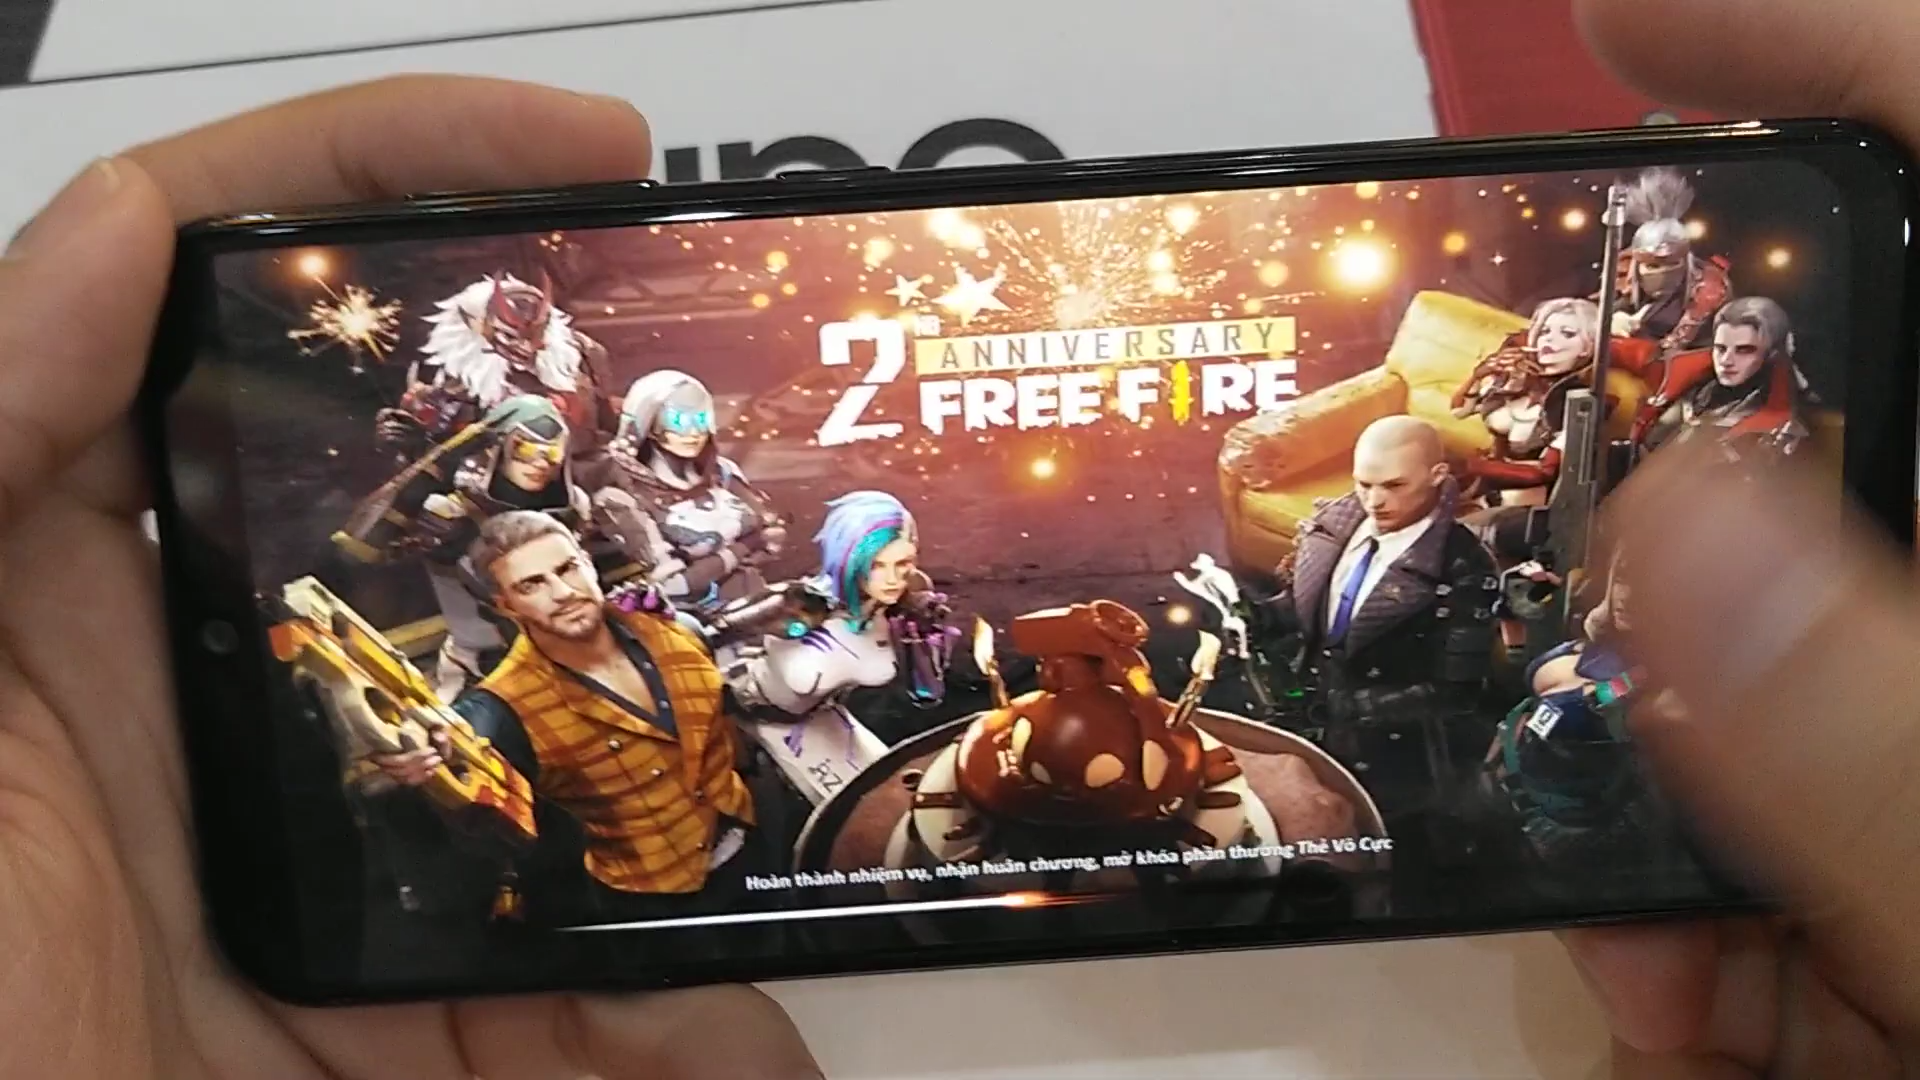 2ND
ANNIVERSARY
FREE FIRE
Hoàn thành nhiệm vụ, nhận huân chương, mở khóa phần thưởng Thẻ Vô Cực